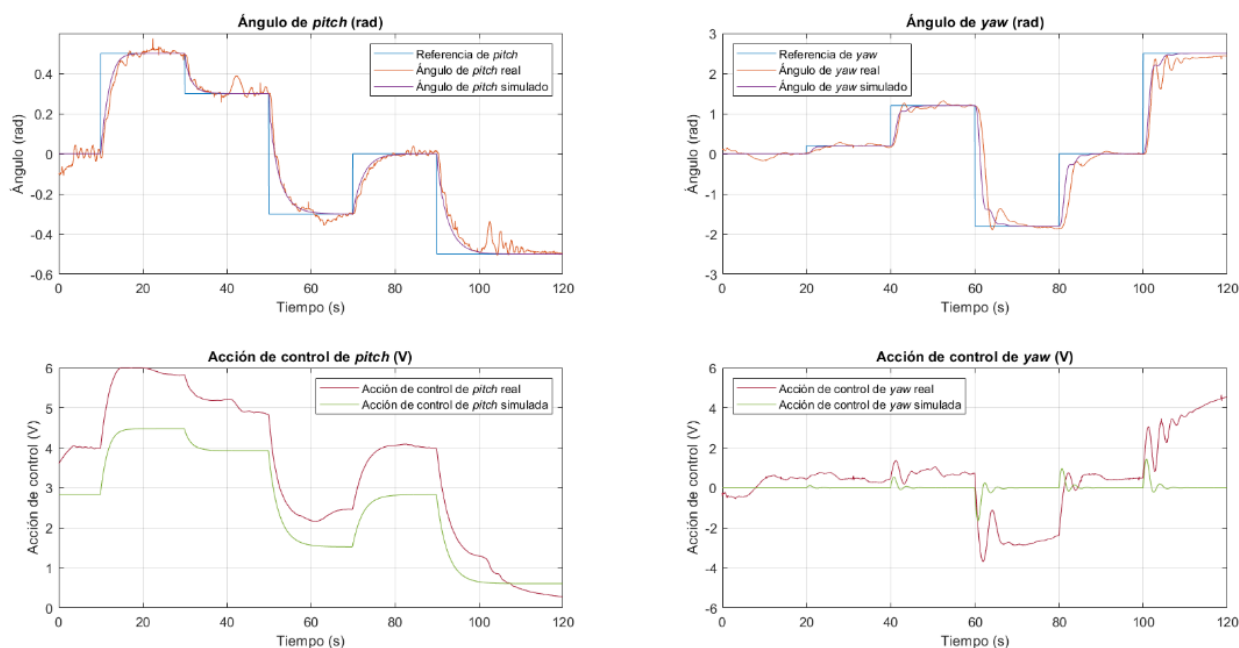 Ángulo de pitch (rad)
Ángulo (rad)
0.4
0.2
0
-0.2
-0.4
-0.6
Referencia de pitch
Ángulo de pitch real
Ángulo de pitch simulado
0 20 40 60 80 100 120
Tiempo (s)
Ángulo de yaw (rad)
Ángulo (rad)
3
2
1
0
-1
-2
-3
Referencia de yaw
Ángulo de yaw real
Ángulo de yaw simulado
0 20 40 60 80 100 120
Tiempo (s)
Acción de control de pitch (V)
Acción de control (V)
6
5
4
3
2
1
0
Acción de control de pitch real
Acción de control de pitch simulada
0 20 40 60 80 100 120
Tiempo (s)
Acción de control de yaw (V)
Acción de control (V)
6
4
2
0
-2
-4
-6
Acción de control de yaw real
Acción de control de yaw simulada
0 20 40 60 80 100 120
Tiempo (s)